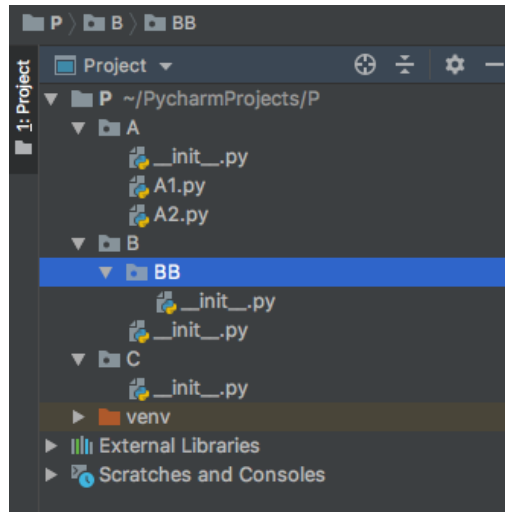 P B BB
1: Project
Project
P ~/PycharmProjects/P
A
__init__.py
A1.py
A2.py
B
BB
__init__.py
__init__.py
C
__init__.py
venv
External Libraries
Scratches and Consoles